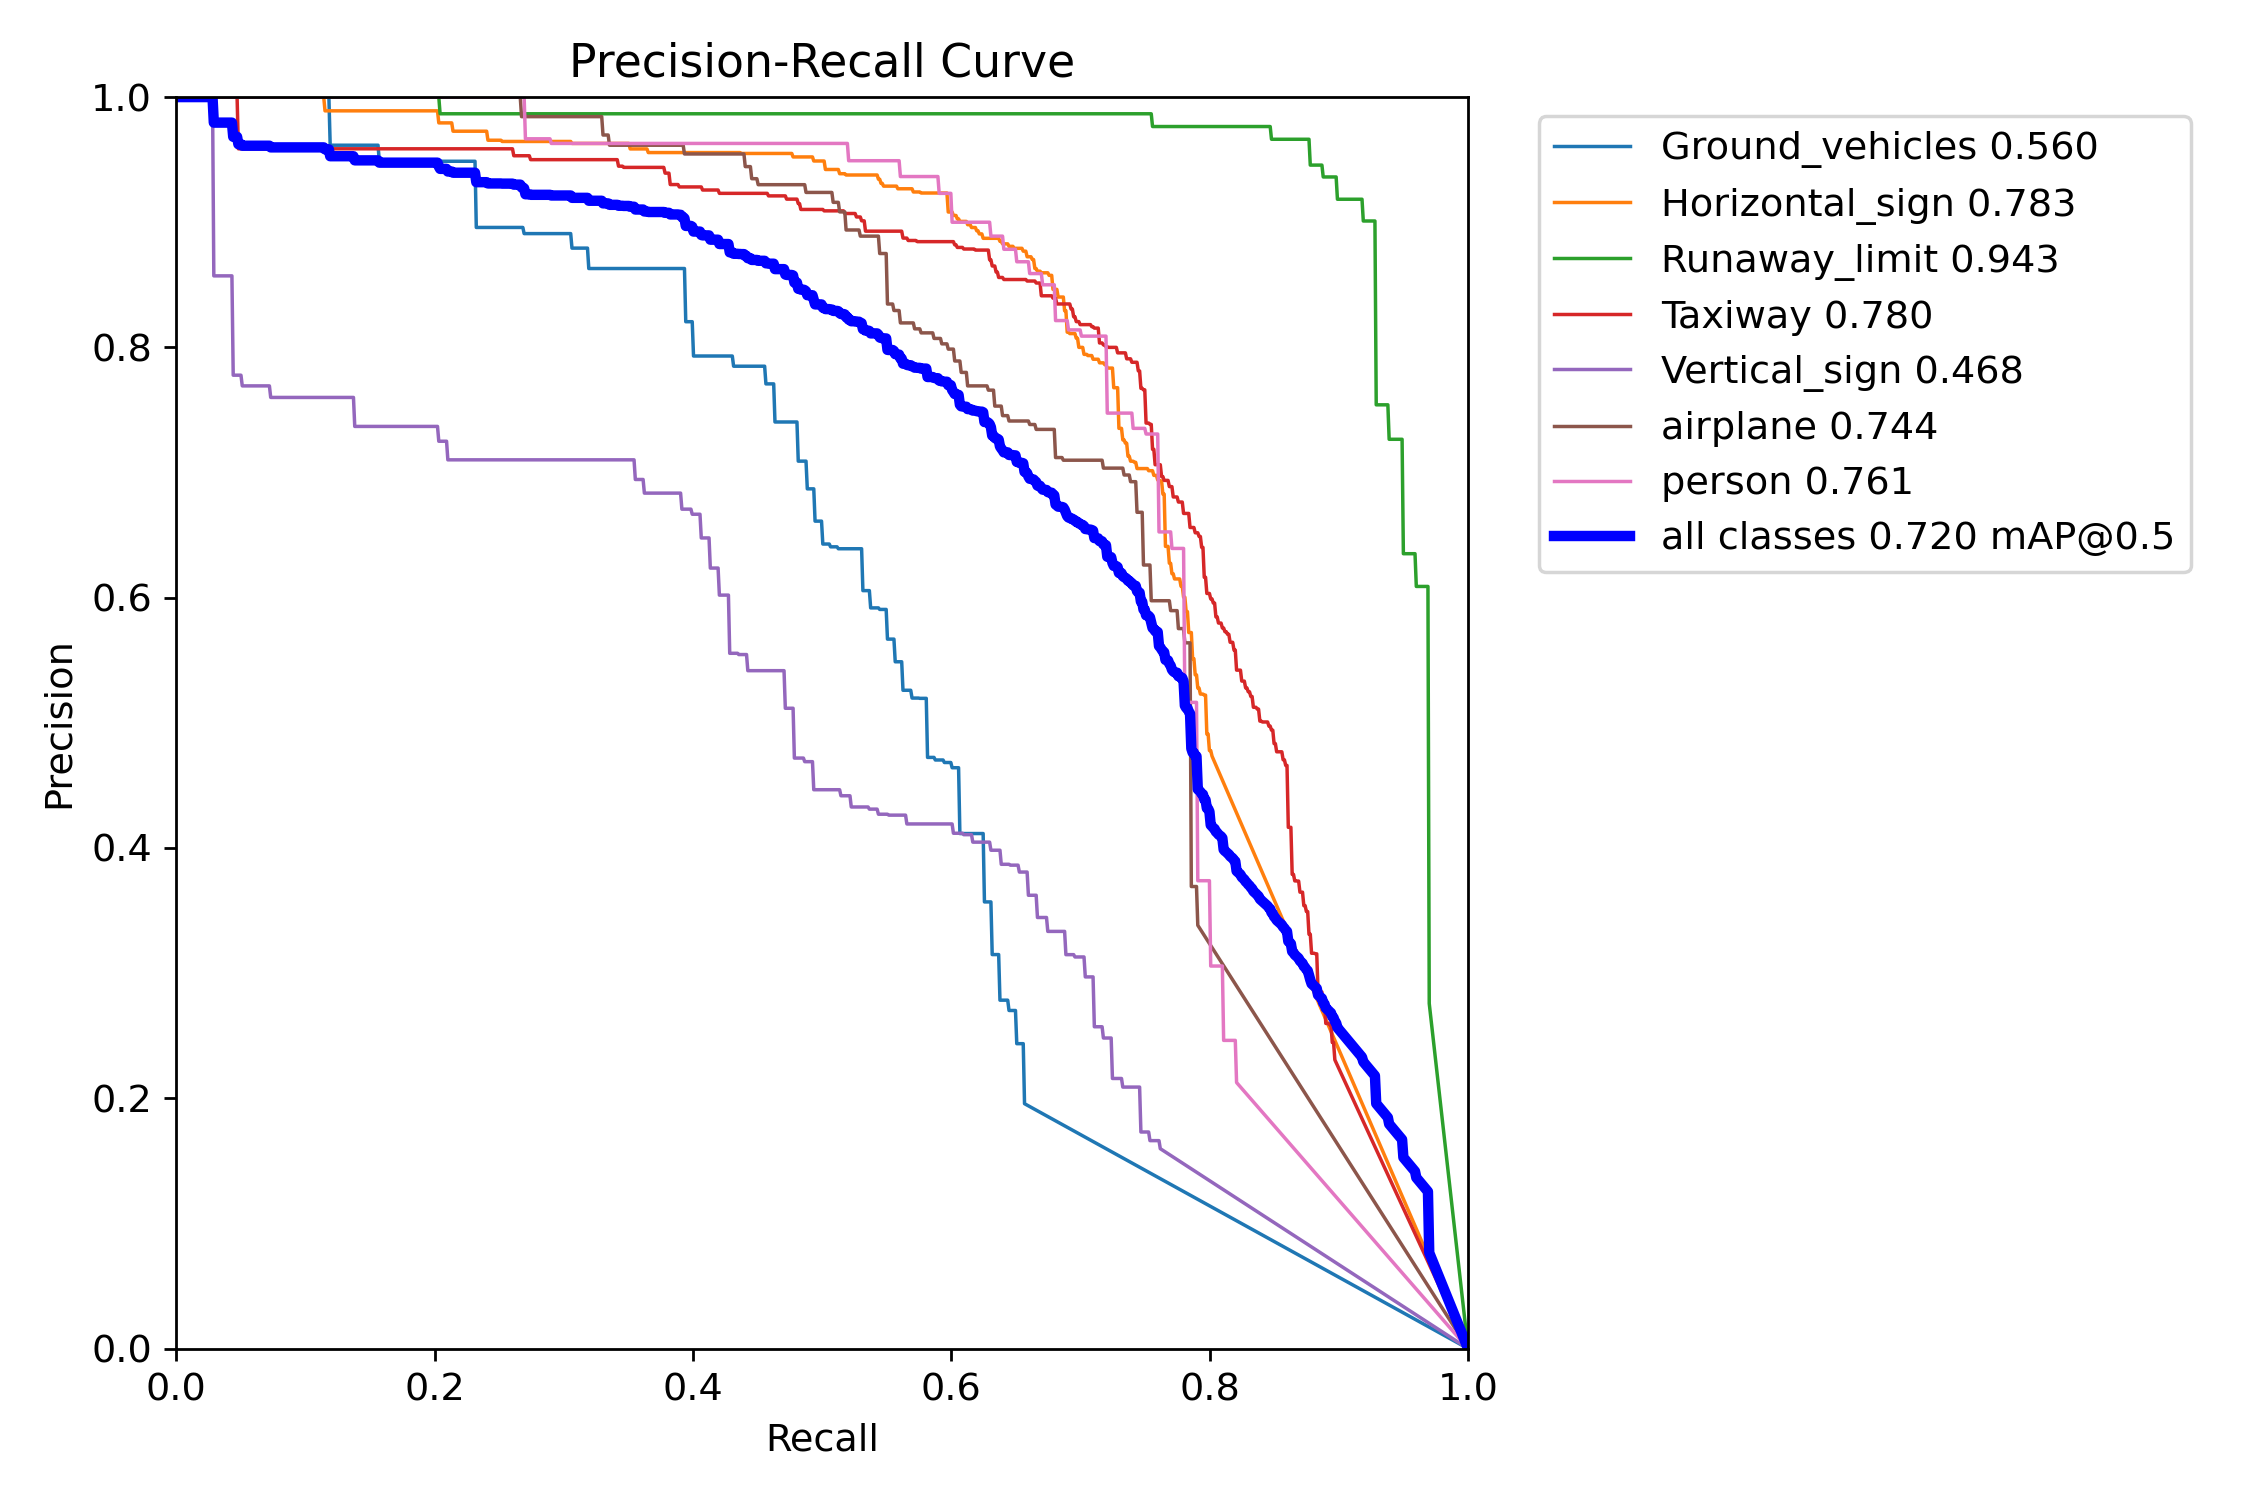 Precision-Recall Curve
1.0
0.8
0.6
0.4
0.2
0.0
Precision
0.0 0.2 0.4 0.6 0.8 1.0
Recall
Ground_vehicles 0.560
Horizontal_sign 0.783
Runaway_limit 0.943
Taxiway 0.780
Vertical_sign 0.468
airplane 0.744
person 0.761
all classes 0.720 mAP@0.5